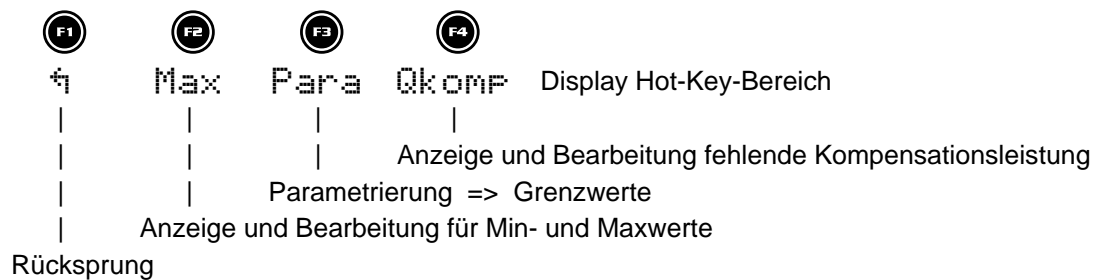 F1 F2 F3 F4
↰ Max Para Qkomp Display Hot-Key-Bereich
| | | |
| | | Anzeige und Bearbeitung fehlende Kompensationsleistung
| | Parametrierung => Grenzwerte
| Anzeige und Bearbeitung für Min- und Maxwerte
Rücksprung